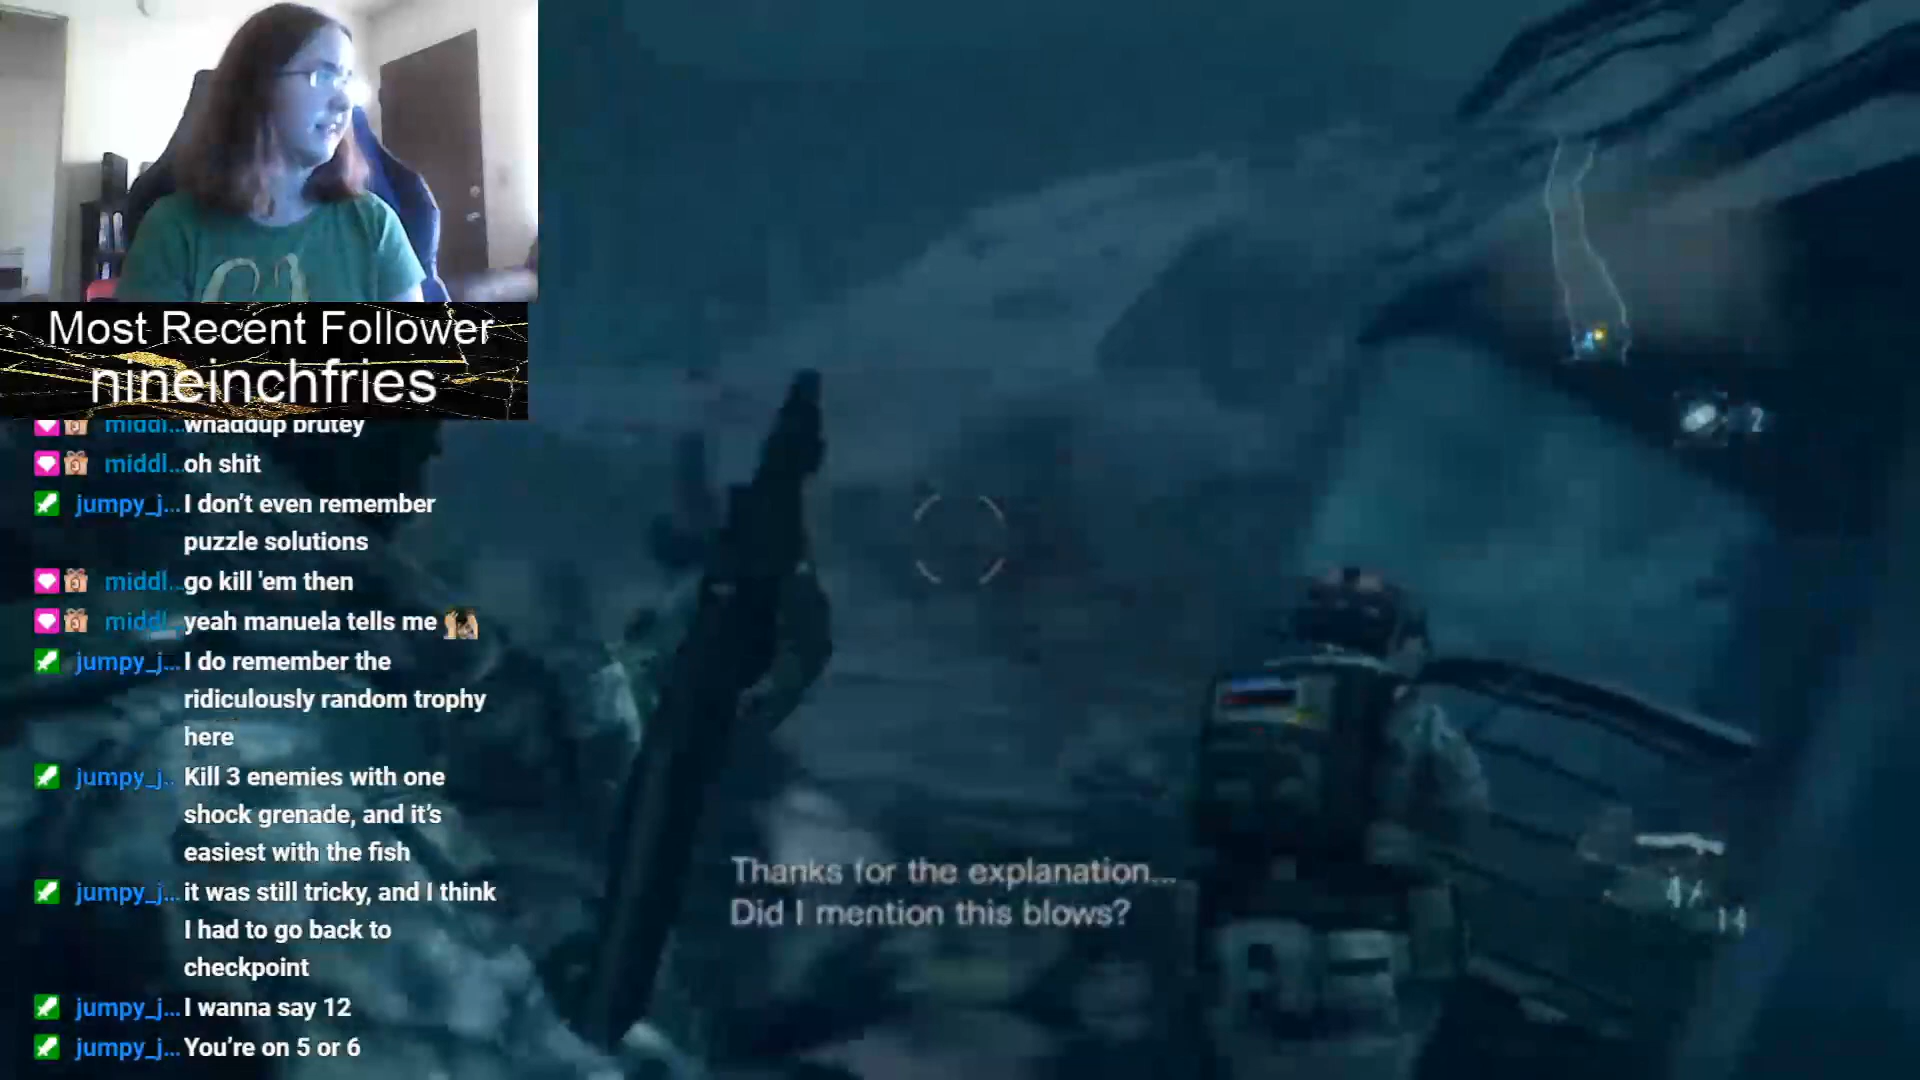 Most Recent Follower
nineinchfries
middl... whaddup brutey
middl... oh shit
jumpy_j... I don't even remember
puzzle solutions
middl... go kill 'em then
middl... yeah manuela tells me
jumpy_j... I do remember the
ridiculously random trophy
here
jumpy_j... Kill 3 enemies with one
shock grenade, and it's
easiest with the fish
jumpy_j... it was still tricky, and I think
I had to go back to
checkpoint
jumpy_j... I wanna say 12
jumpy_j... You're on 5 or 6
Thanks for the explanation...
Did I mention this blows?
2
14